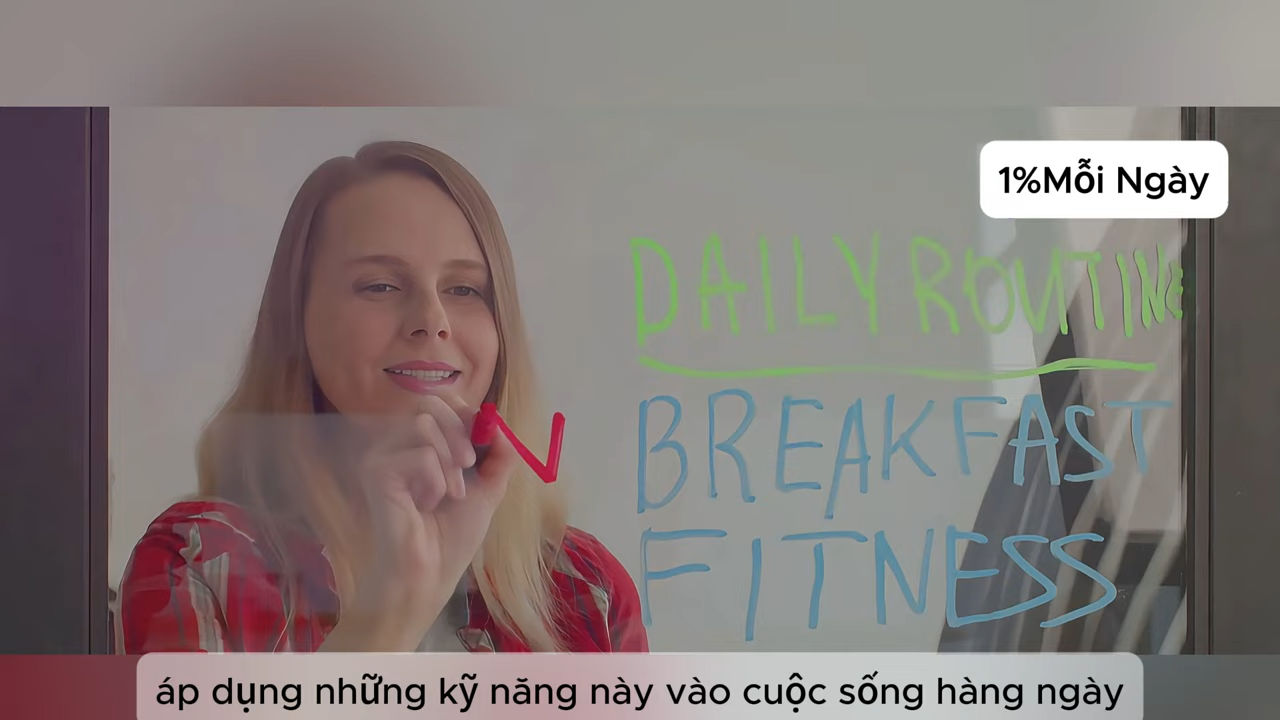 1%Mỗi Ngày
DAILY ROUTINE
BREAKFAST
FITNESS
áp dụng những kỹ năng này vào cuộc sống hàng ngày